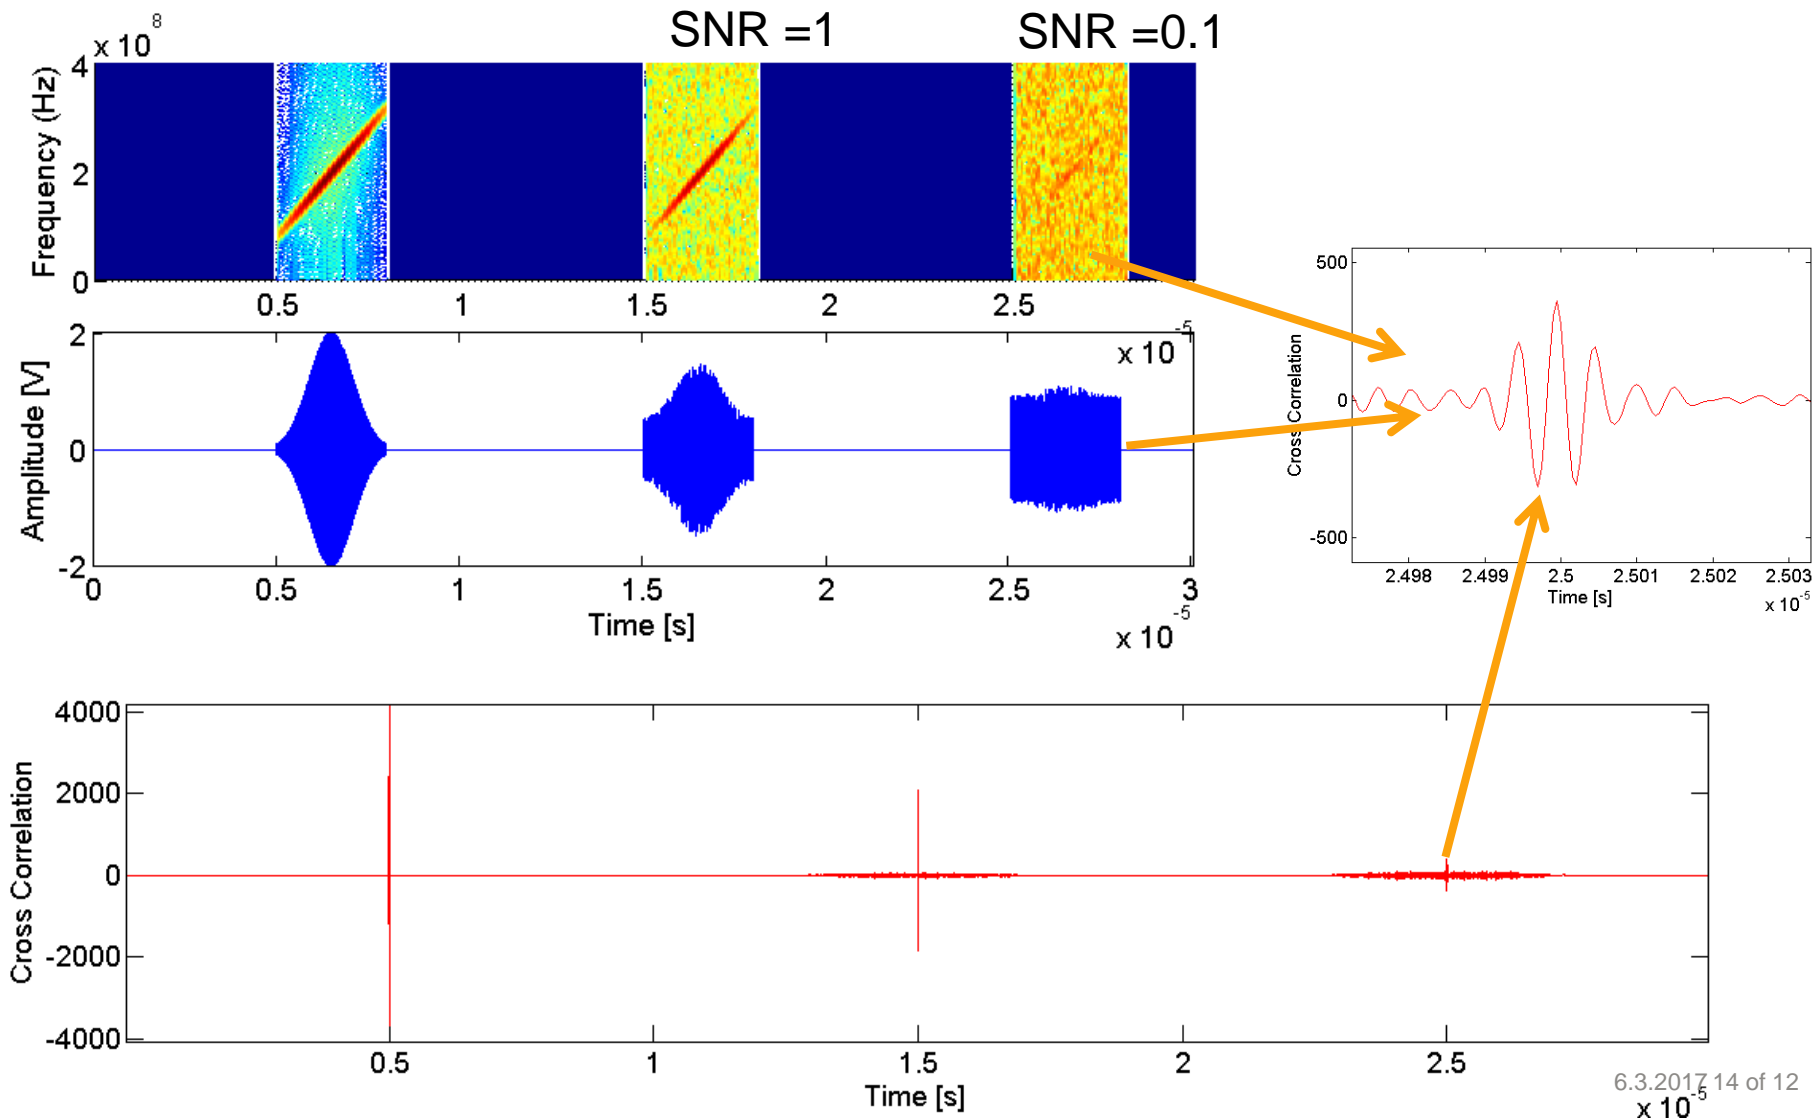 SNR =1
SNR =0.1
x 10^8
4
2
0
Frequency (Hz)
0.5 1 1.5 2 2.5
x 10^-5
2
0
-2
Amplitude [V]
0 0.5 1 1.5 2 2.5 3
Time [s]
x 10^-5
500
0
-500
Cross Correlation
2.498 2.499 2.5 2.501 2.502 2.503
Time [s]
x 10^-5
4000
2000
0
-2000
-4000
Cross Correlation
0.5 1 1.5 2 2.5
Time [s]
6.3.2017 14 of 12
x 10^-5